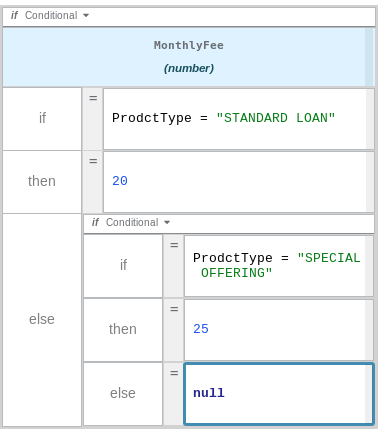 if Conditional
MonthlyFee
(number)
if = ProdctType = "STANDARD LOAN"
then = 20
else
if Conditional
if = ProdctType = "SPECIAL
OFFERING"
then = 25
else = null